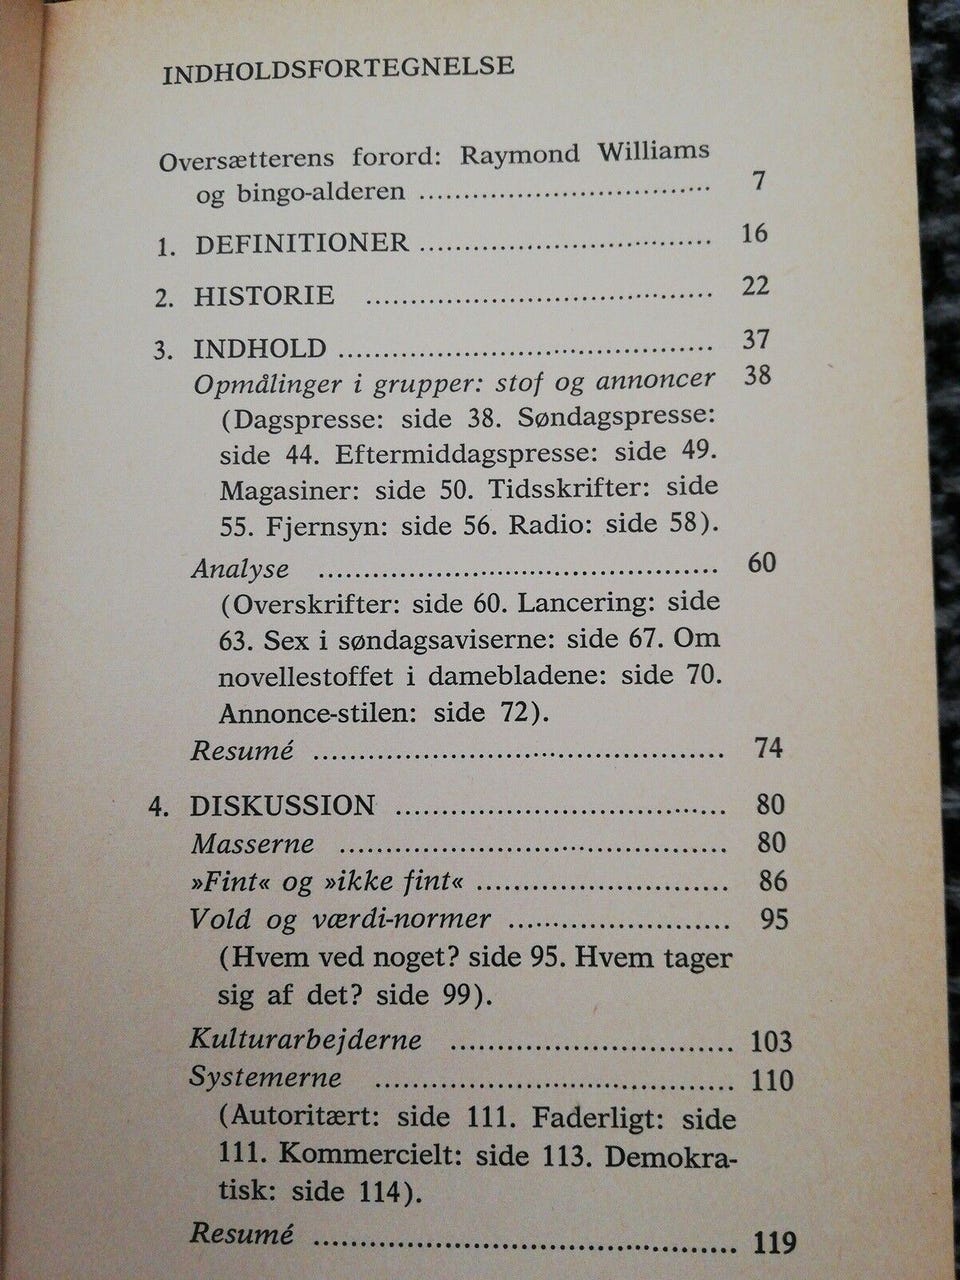 INDHOLDSFORTEGNELSE
Oversætterens forord: Raymond Williams
og bingo-alderen ................................ 7
1. DEFINITIONER ................................ 16
2. HISTORIE ...................................... 22
3. INDHOLD ......................................... 37
Opmålinger i grupper: stof og annoncer 38
(Dagspresse: side 38. Søndagspresse:
side 44. Eftermiddagspresse: side 49.
Magasiner: side 50. Tidsskrifter: side
55. Fjernsyn: side 56. Radio: side 58).
Analyse ............................................ 60
(Overskrifter: side 60. Lancering: side
63. Sex i søndagsaviserne: side 67. Om
novellestoffet i damebladene: side 70.
Annonce-stilen: side 72).
Resumé ............................................. 74
4. DISKUSSION .................................... 80
Masserne .......................................... 80
»Fint« og »ikke fint« ............................ 86
Vold og værdi-normer ........................ 95
(Hvem ved noget? side 95. Hvem tager
sig af det? side 99).
Kulturarbejderne ............................... 103
Systemerne ....................................... 110
(Autoritært: side 111. Faderligt: side
111. Kommercielt: side 113. Demokra-
tisk: side 114).
Resumé .............................................. 119